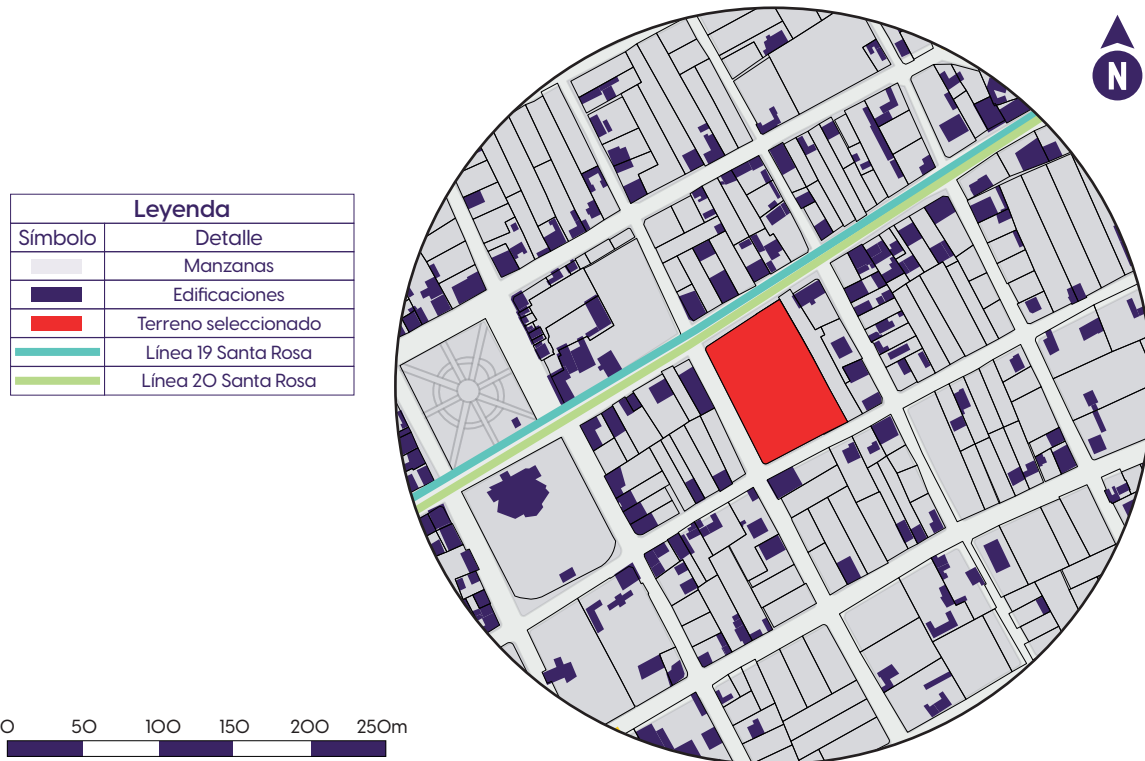 N
Leyenda
Símbolo Detalle
Manzanas
Edificaciones
Terreno seleccionado
Línea 19 Santa Rosa
Línea 20 Santa Rosa
0 50 100 150 200 250m